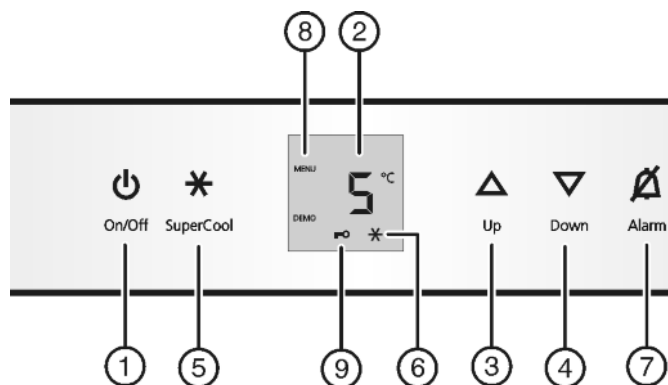 8 2
MENU
5 °C
DEMO
On/Off SuperCool Up Down Alarm
1 5 9 6 3 4 7